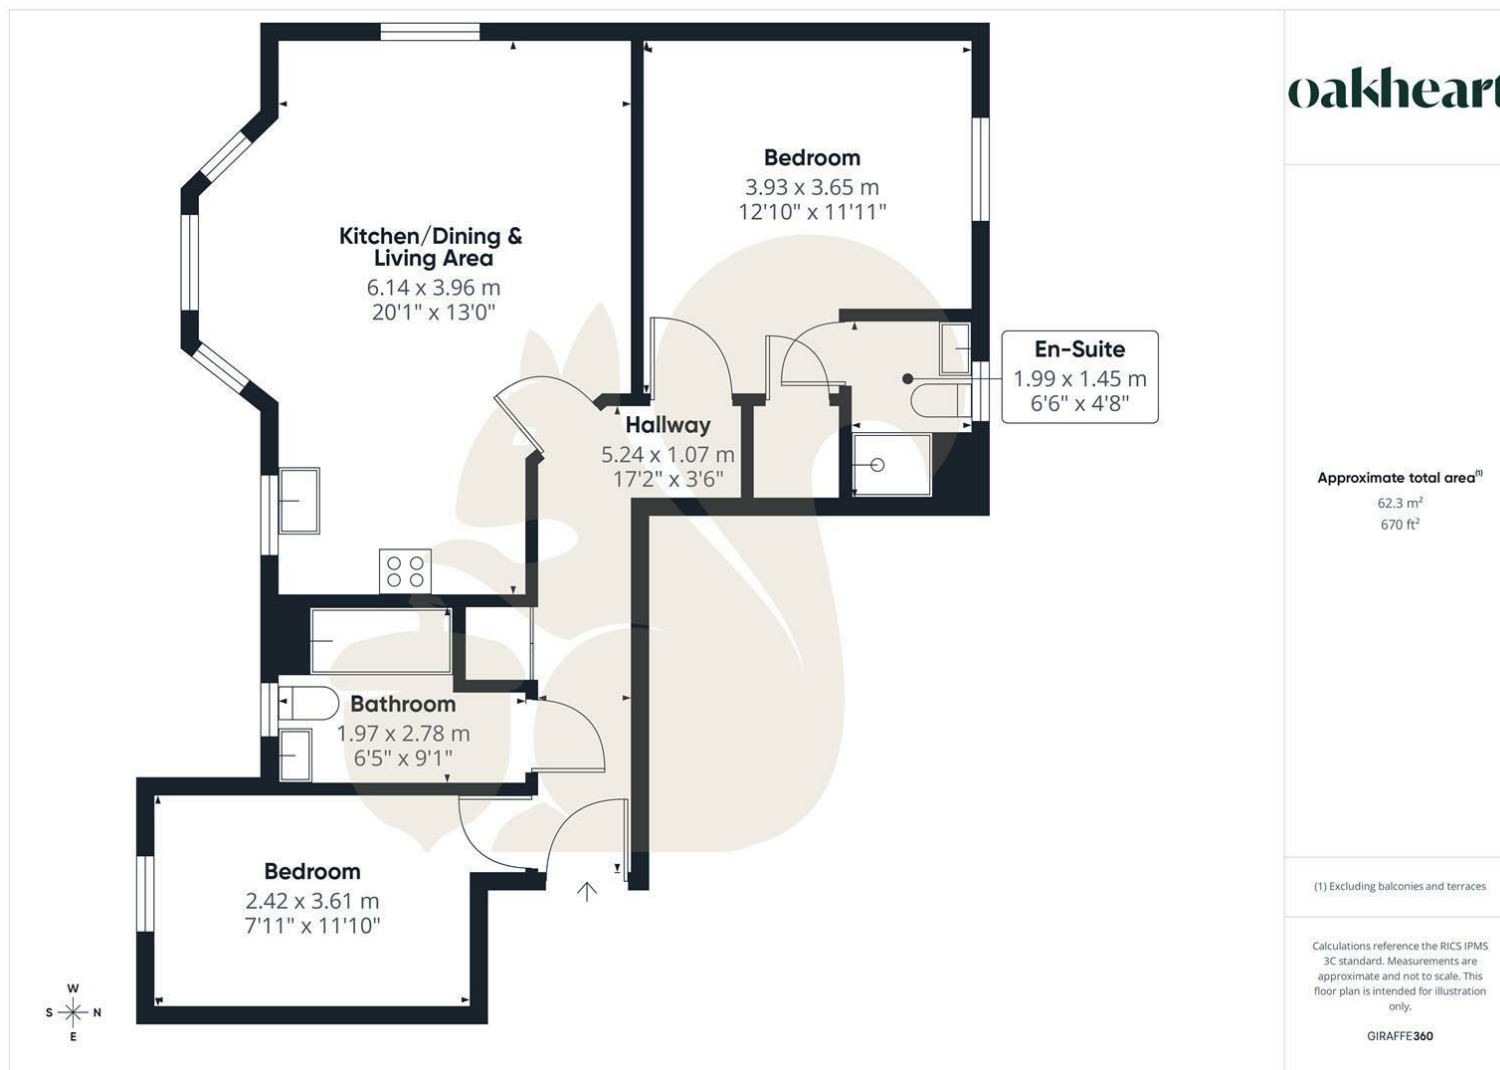 Kitchen/Dining &
Living Area
6.14 x 3.96 m
20'1" x 13'0"
Bedroom
3.93 x 3.65 m
12'10" x 11'11"
En-Suite
1.99 x 1.45 m
6'6" x 4'8"
Hallway
5.24 x 1.07 m
17'2" x 3'6"
Bathroom
1.97 x 2.78 m
6'5" x 9'1"
Bedroom
2.42 x 3.61 m
7'11" x 11'10"
W
S N
E
oakheart
Approximate total area(1)
62.3 m²
670 ft²
(1) Excluding balconies and terraces
Calculations reference the RICS IPMS
3C standard. Measurements are
approximate and not to scale. This
floor plan is intended for illustration
only.
GIRAFFE360